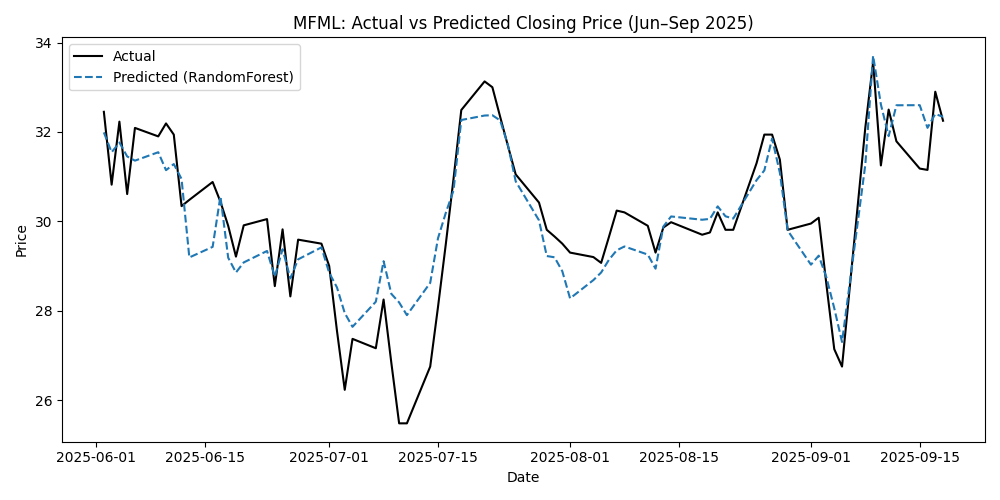 MFML: Actual vs Predicted Closing Price (Jun–Sep 2025)
Actual
Predicted (RandomForest)
Price
34
32
30
28
26
2025-06-01
2025-06-15
2025-07-01
2025-07-15
2025-08-01
2025-08-15
2025-09-01
2025-09-15
Date